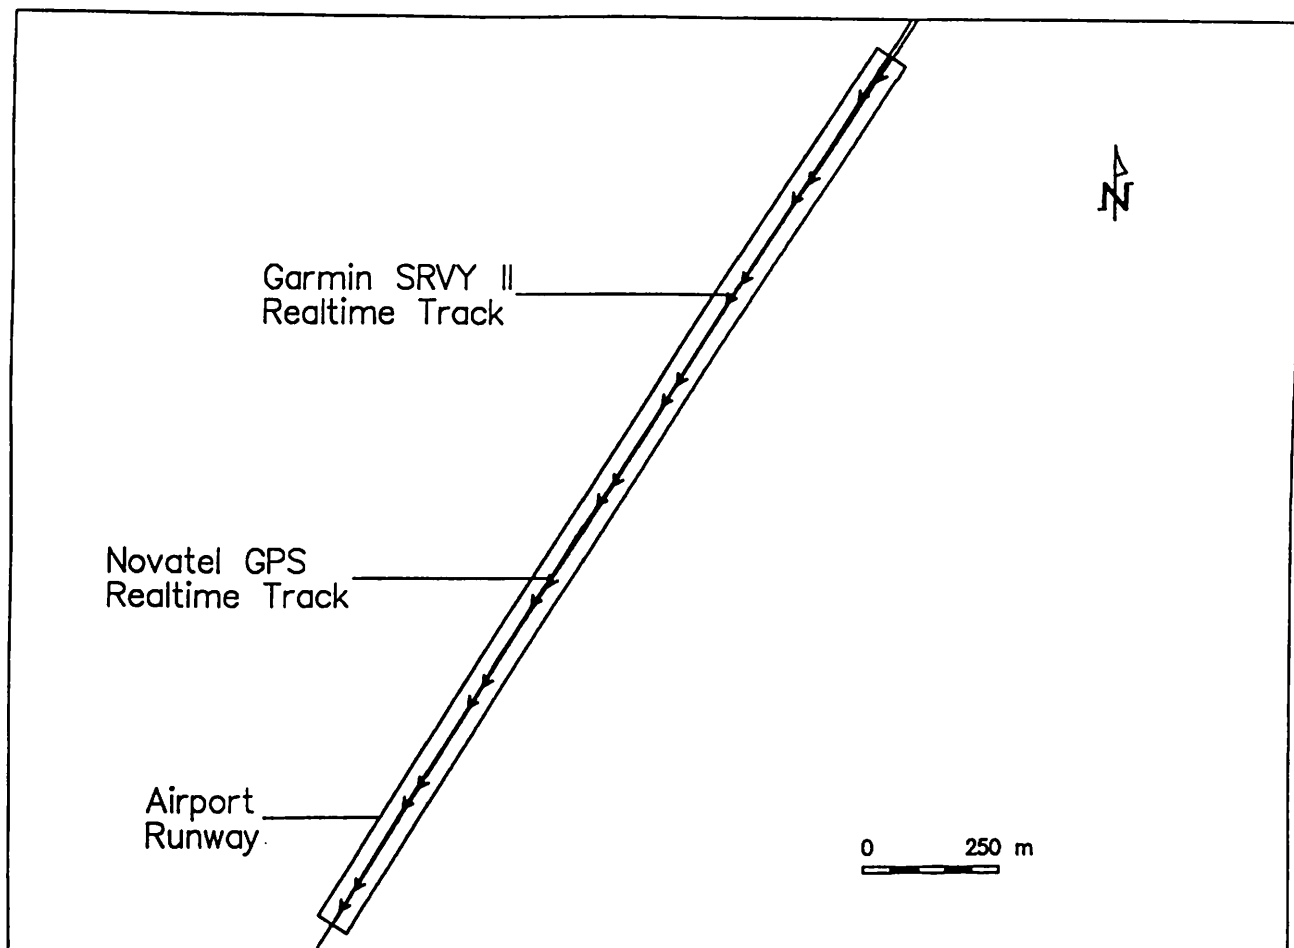 N
Garmin SRVY II
Realtime Track
Novatel GPS
Realtime Track
Airport
Runway
0 250 m